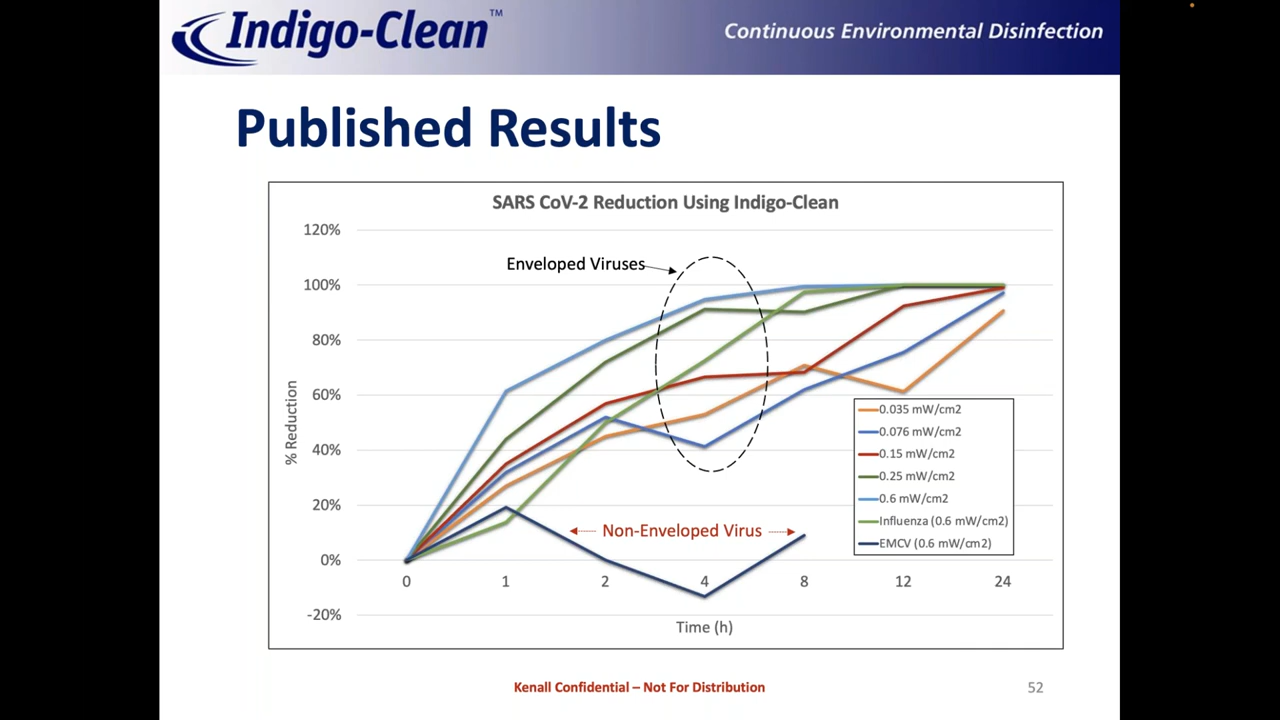 Indigo-Clean™
Continuous Environmental Disinfection
Published Results
SARS CoV-2 Reduction Using Indigo-Clean
120%
100%
80%
60%
40%
20%
0%
-20%
% Reduction
Enveloped Viruses
Non-Enveloped Virus
0.035 mW/cm2
0.076 mW/cm2
0.15 mW/cm2
0.25 mW/cm2
0.6 mW/cm2
Influenza (0.6 mW/cm2)
EMCV (0.6 mW/cm2)
0 1 2 4 8 12 24
Time (h)
Kenall Confidential – Not For Distribution
52